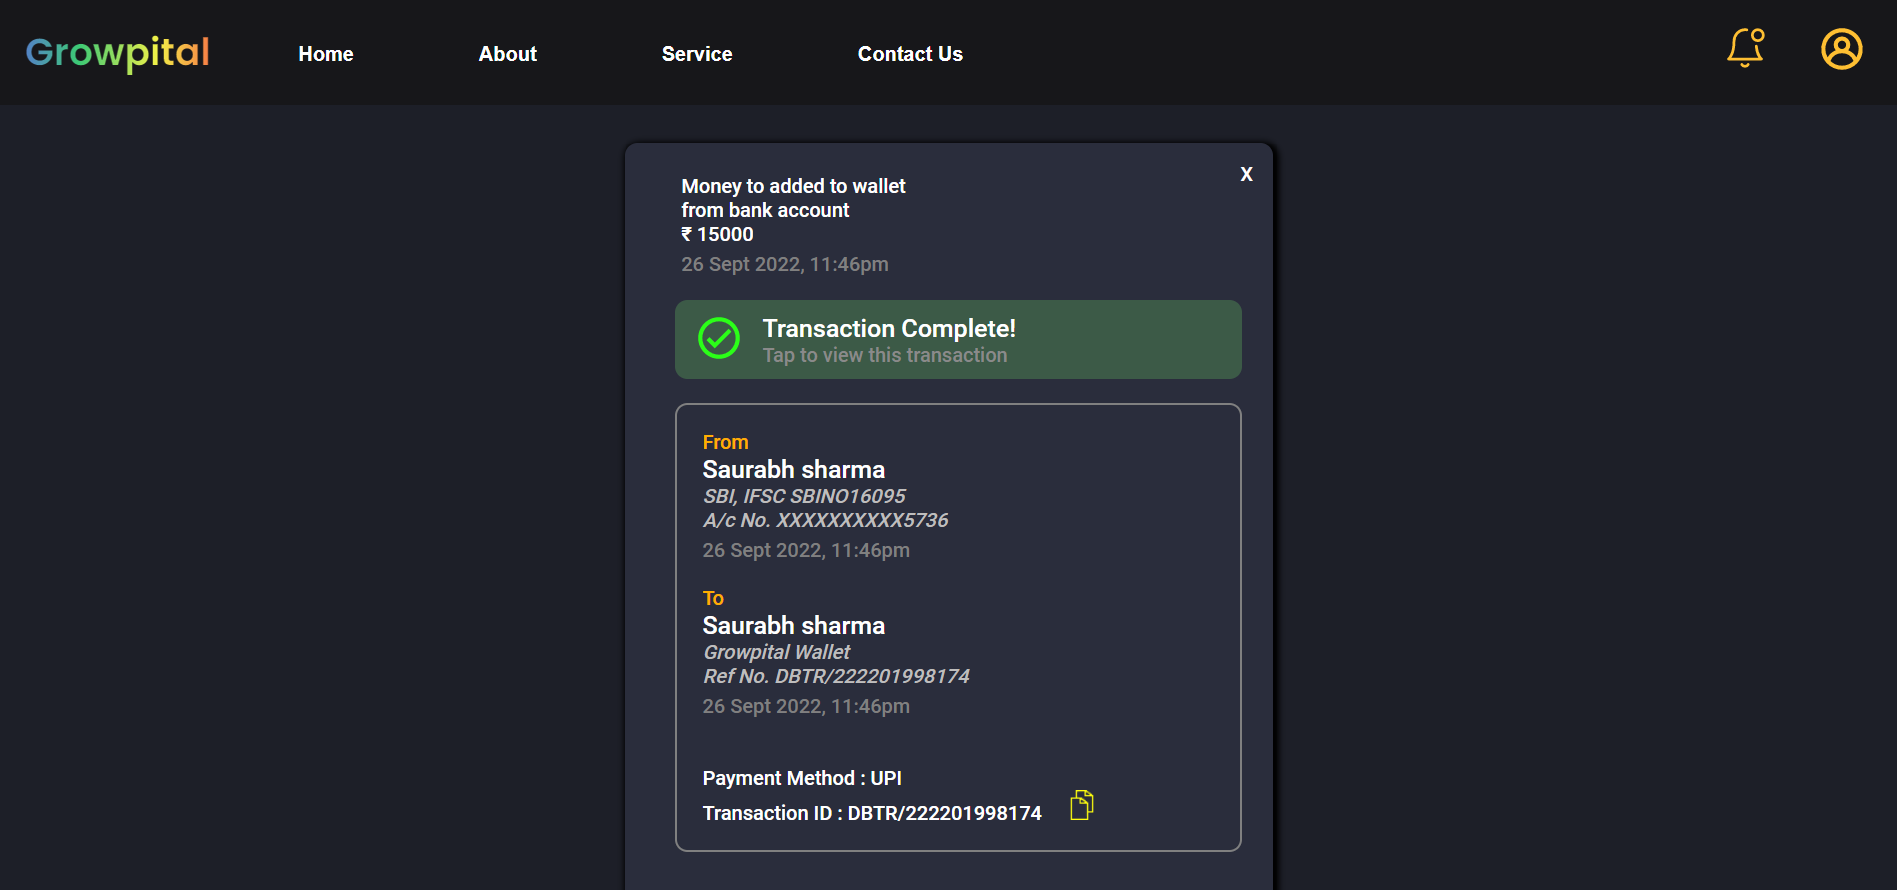 Growpital
Home
About
Service
Contact Us
X
Money to added to wallet
from bank account
₹ 15000
26 Sept 2022, 11:46pm
Transaction Complete!
Tap to view this transaction
From
Saurabh sharma
SBI, IFSC SBINO16095
A/c No. XXXXXXXXXX5736
26 Sept 2022, 11:46pm
To
Saurabh sharma
Growpital Wallet
Ref No. DBTR/222201998174
26 Sept 2022, 11:46pm
Payment Method : UPI
Transaction ID : DBTR/222201998174